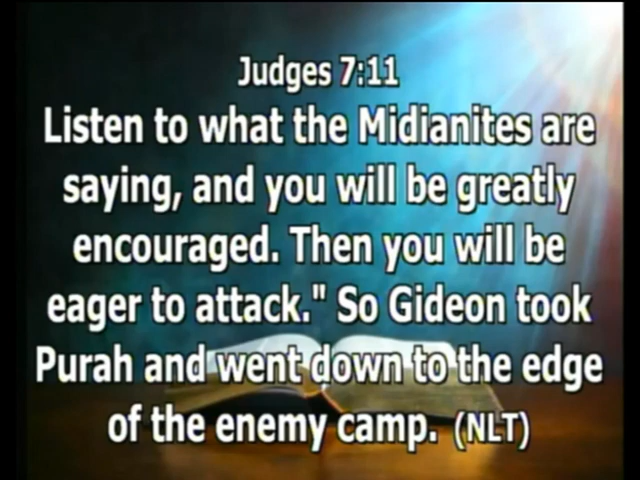 Judges 7:11
Listen to what the Midianites are
saying, and you will be greatly
encouraged. Then you will be
eager to attack." So Gideon took
Purah and went down to the edge
of the enemy camp. (NLT)